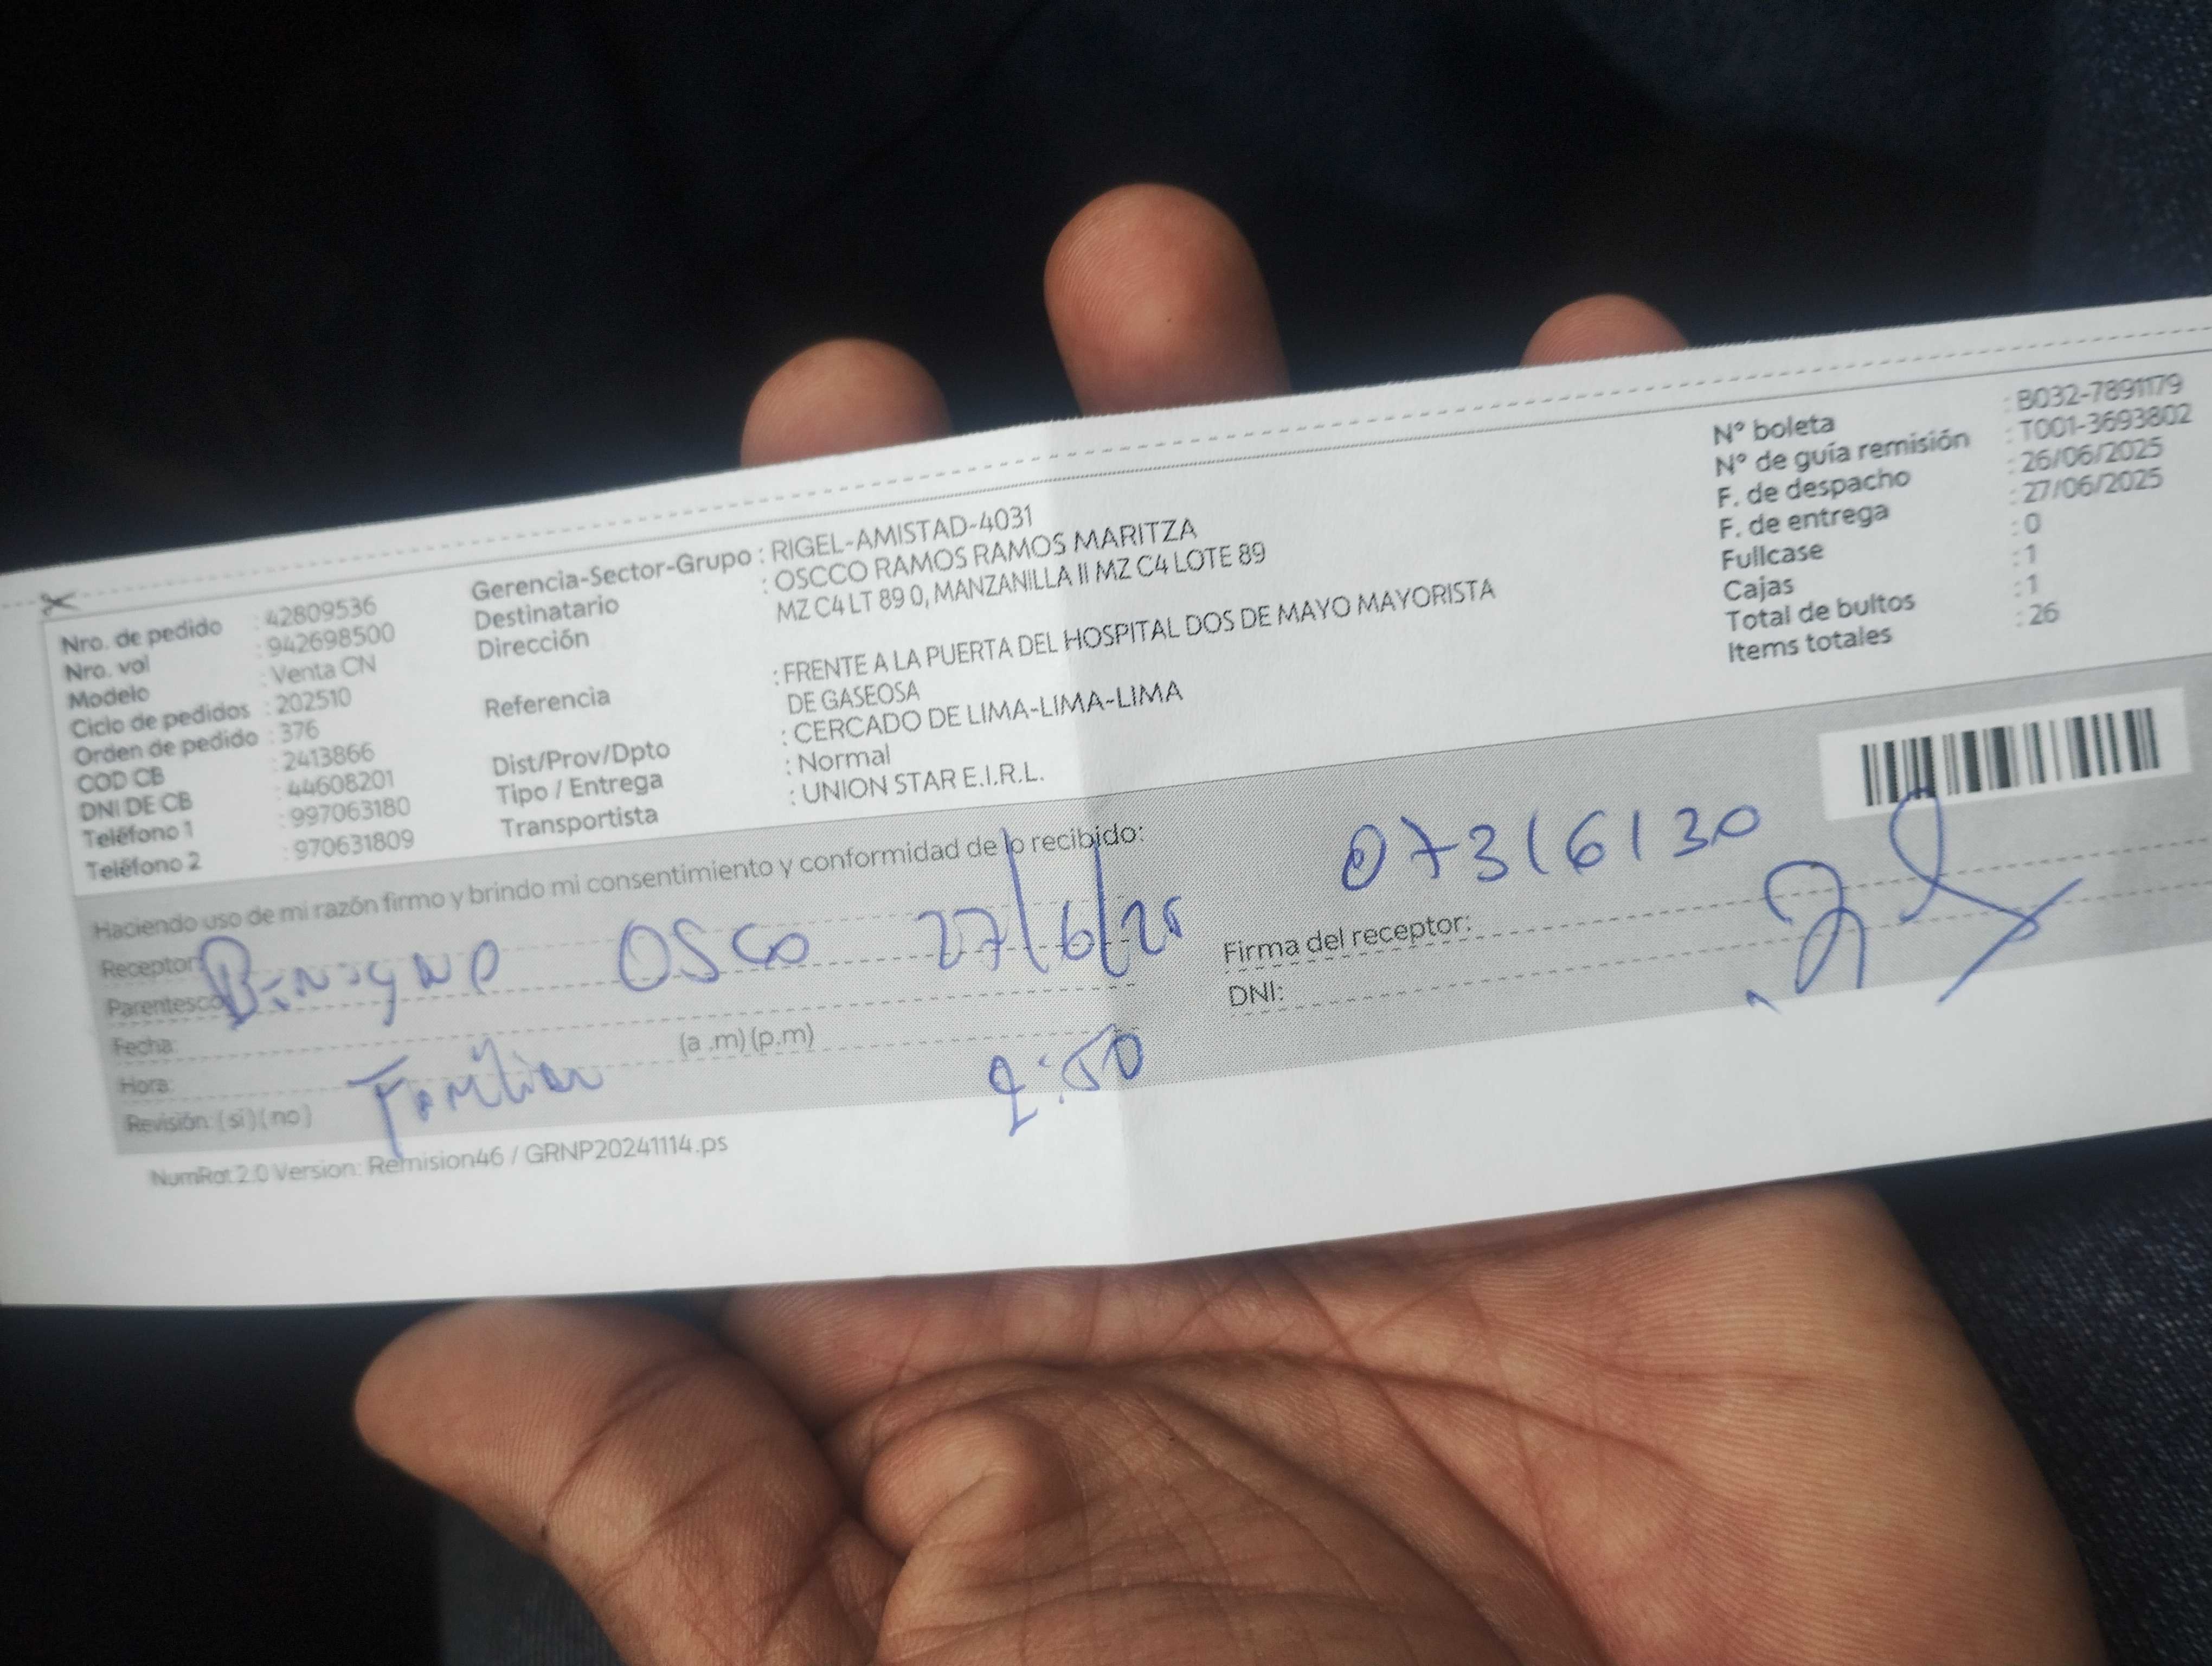 Nro. de pedido : 42809536
Nro. vol : 942698500
Modelo : Venta CN
Ciclo de pedidos : 202510
Orden de pedido : 376
COD CB : 2413866
DNI DE CB : 44608201
Teléfono 1 : 997063180
Teléfono 2 : 970631809
Gerencia-Sector-Grupo : RIGEL-AMISTAD-4031
Destinatario : OSCCO RAMOS RAMOS MARITZA
Dirección MZ C4 LT 89 0, MANZANILLA II MZ C4 LOTE 89
Referencia : FRENTE A LA PUERTA DEL HOSPITAL DOS DE MAYO MAYORISTA
DE GASEOSA
Dist/Prov/Dpto : CERCADO DE LIMA-LIMA-LIMA
Tipo / Entrega : Normal
Transportista : UNION STAR E.I.R.L.
N° boleta : B032-7891179
N° de guía remisión : T001-3693802
F. de despacho : 26/06/2025
F. de entrega : 27/06/2025
Fullcase : 0
Cajas : 1
Total de bultos : 1
Items totales : 26
Haciendo uso de mi razón firmo y brindo mi consentimiento y conformidad de lo recibido:
Receptor:
Parentesco:
Benigno OSCO 27/6/25
Fecha:
Hora: (a .m) (p.m)
Revisión: (si) (no)
Familiar 2:50
07316130
Firma del receptor:
DNI:
NumRot 2.0 Version: Remision46 / GRNP20241114.ps